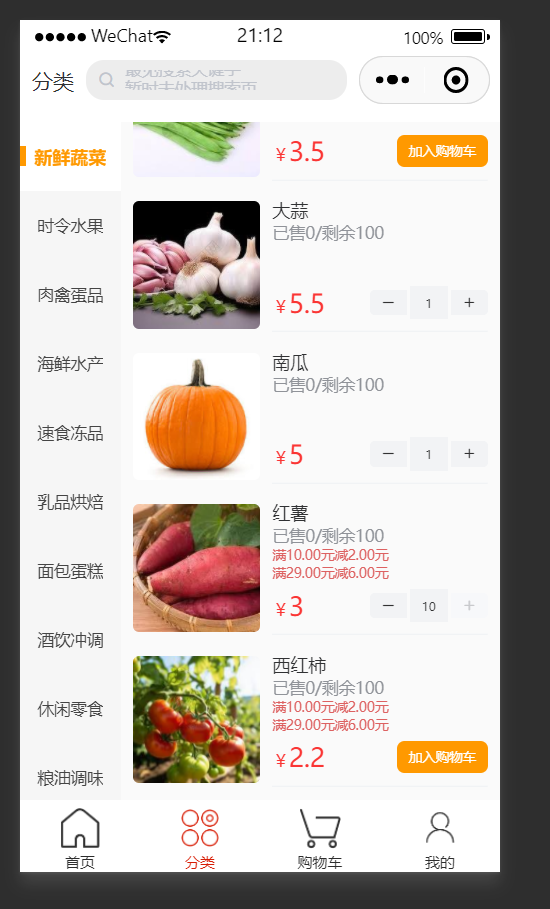 WeChat 21:12 100%
分类
暂时未处理搜索页
新鲜蔬菜
时令水果
肉禽蛋品
海鲜水产
速食冻品
乳品烘焙
面包蛋糕
酒饮冲调
休闲零食
粮油调味
¥3.5 加入购物车
大蒜
已售0/剩余100
¥5.5 − 1 +
南瓜
已售0/剩余100
¥5 − 1 +
红薯
已售0/剩余100
满10.00元减2.00元
满29.00元减6.00元
¥3 − 10 +
西红柿
已售0/剩余100
满10.00元减2.00元
满29.00元减6.00元
¥2.2 加入购物车
首页 分类 购物车 我的